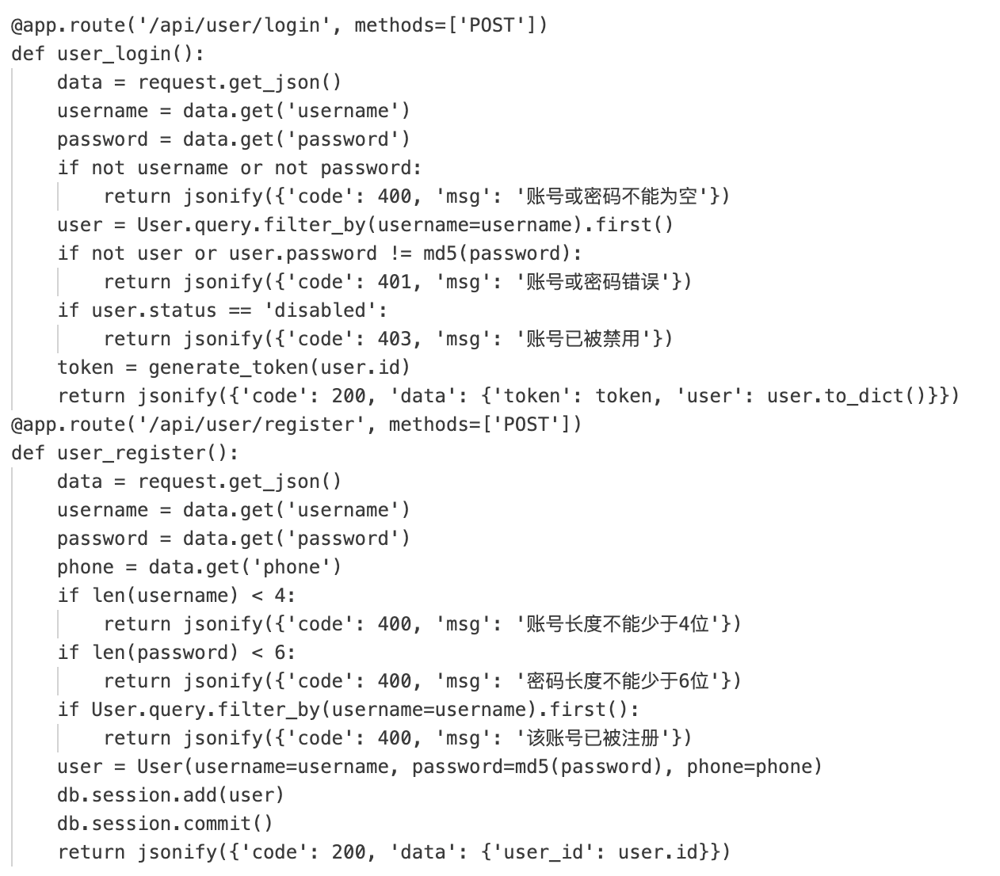 @app.route('/api/user/login', methods=['POST'])
def user_login():
    data = request.get_json()
    username = data.get('username')
    password = data.get('password')
    if not username or not password:
        return jsonify({'code': 400, 'msg': '账号或密码不能为空'})
    user = User.query.filter_by(username=username).first()
    if not user or user.password != md5(password):
        return jsonify({'code': 401, 'msg': '账号或密码错误'})
    if user.status == 'disabled':
        return jsonify({'code': 403, 'msg': '账号已被禁用'})
    token = generate_token(user.id)
    return jsonify({'code': 200, 'data': {'token': token, 'user': user.to_dict()}})
@app.route('/api/user/register', methods=['POST'])
def user_register():
    data = request.get_json()
    username = data.get('username')
    password = data.get('password')
    phone = data.get('phone')
    if len(username) < 4:
        return jsonify({'code': 400, 'msg': '账号长度不能少于4位'})
    if len(password) < 6:
        return jsonify({'code': 400, 'msg': '密码长度不能少于6位'})
    if User.query.filter_by(username=username).first():
        return jsonify({'code': 400, 'msg': '该账号已被注册'})
    user = User(username=username, password=md5(password), phone=phone)
    db.session.add(user)
    db.session.commit()
    return jsonify({'code': 200, 'data': {'user_id': user.id}})